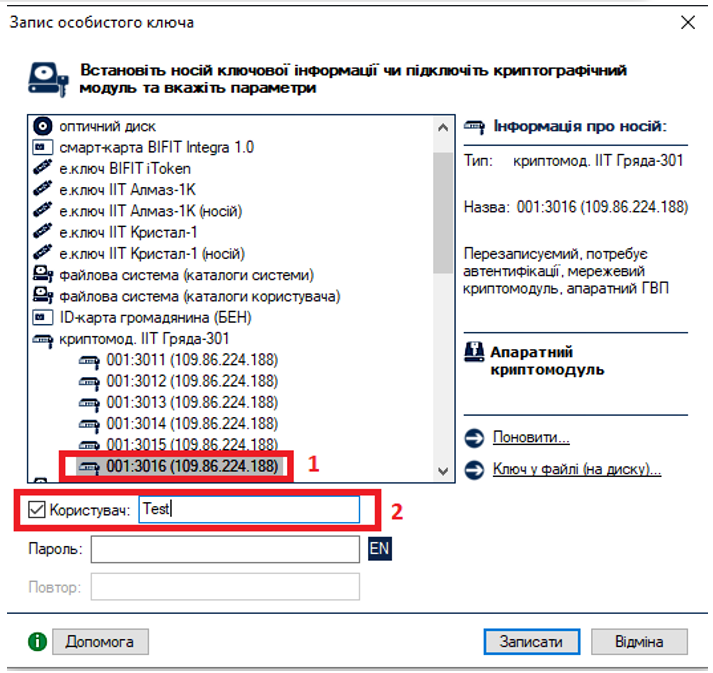 Запис особистого ключа
Встановіть носій ключової інформації чи підключіть криптографічний
модуль та вкажіть параметри
оптичний диск
смарт-карта BIFIT Integra 1.0
е.ключ BIFIT iToken
е.ключ ІІТ Алмаз-1К
е.ключ ІІТ Алмаз-1К (носій)
е.ключ ІІТ Кристал-1
е.ключ ІІТ Кристал-1 (носій)
файлова система (каталоги системи)
файлова система (каталоги користувача)
ID-карта громадянина (БЕН)
криптомод. ІІТ Гряда-301
001:3011 (109.86.224.188)
001:3012 (109.86.224.188)
001:3013 (109.86.224.188)
001:3014 (109.86.224.188)
001:3015 (109.86.224.188)
001:3016 (109.86.224.188)
1
Інформація про носій:
Тип: криптомод. ІІТ Гряда-301
Назва: 001:3016 (109.86.224.188)
Перезаписуємий, потребує
автентифікації, мережевий
криптомодуль, апаратний ГВП
Апаратний
криптомодуль
Поновити...
Ключ у файлі (на диску)...
Користувач: Test
2
Пароль:
EN
Повтор:
Допомога
Записати
Відміна